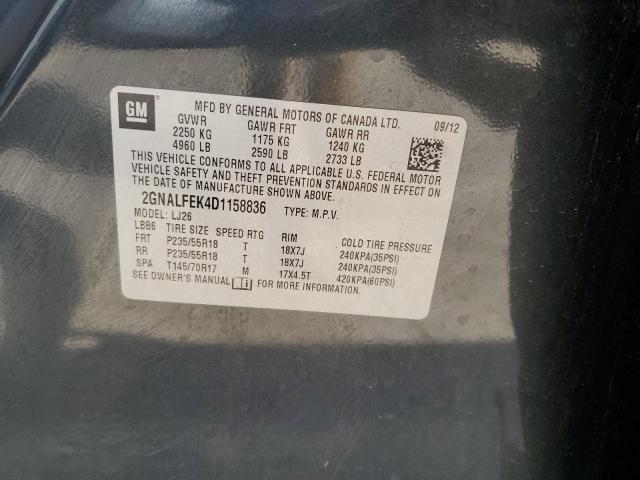 GM
MFD BY GENERAL MOTORS OF CANADA LTD. 09/12
GVWR GAWR FRT GAWR RR
2250 KG 1175 KG 1240 KG
4960 LB 2590 LB 2733 LB
THIS VEHICLE CONFORMS TO ALL APPLICABLE U.S. FEDERAL MOTOR
VEHICLE SAFETY AND THEFT PREVENTION STANDARDS IN EFFECT ON
THE DATE OF MANUFACTURE SHOWN ABOVE.
2GNALFEK4D1158836 TYPE: M.P.V.
MODEL: LJ26
LBB6 TIRE SIZE SPEED RTG RIM COLD TIRE PRESSURE
FRT P235/55R18 T 18X7J 240KPA(35PSI)
RR P235/55R18 T 18X7J 240KPA(35PSI)
SPA T145/70R17 M 17X4.5T 420KPA(60PSI)
SEE OWNER'S MANUAL FOR MORE INFORMATION.